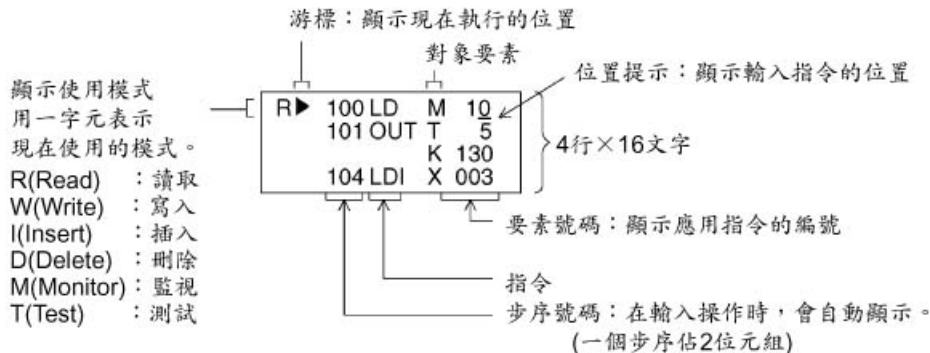 游標：顯示現在執行的位置
對象要素
位置提示：顯示輸入指令的位置
顯示使用模式
用一字元表示
現在使用的模式。
R(Read)：讀取
W(Write)：寫入
I(Insert)：插入
D(Delete)：刪除
M(Monitor)：監視
T(Test)：測試
R▶ 100 LD M 10
101 OUT T 5
K 130
104 LDI X 003
4行×16文字
要素號碼：顯示應用指令的編號
指令
步序號碼：在輸入操作時，會自動顯示。
(一個步序佔2位元組)